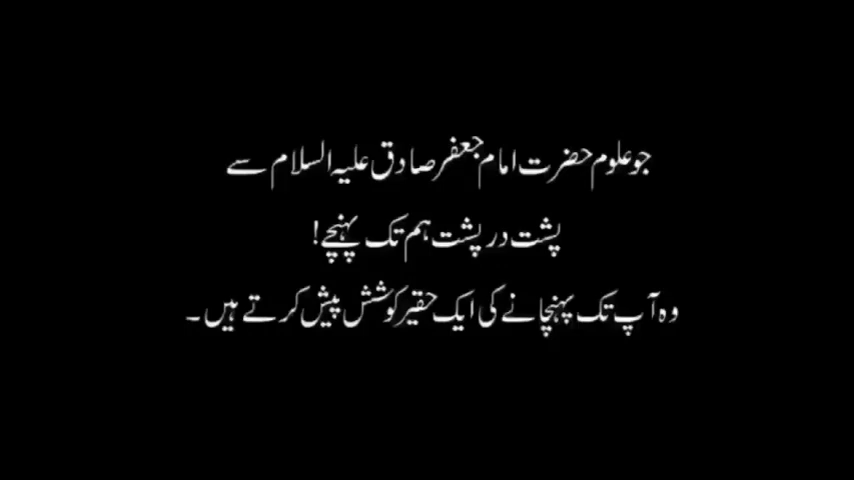 جو علوم حضرت امام جعفر صادق علیہ السلام سے
پشت در پشت ہم تک پہنچے!
وہ آپ تک پہنچانے کی ایک حقیر کوشش پیش کرتے ہیں۔